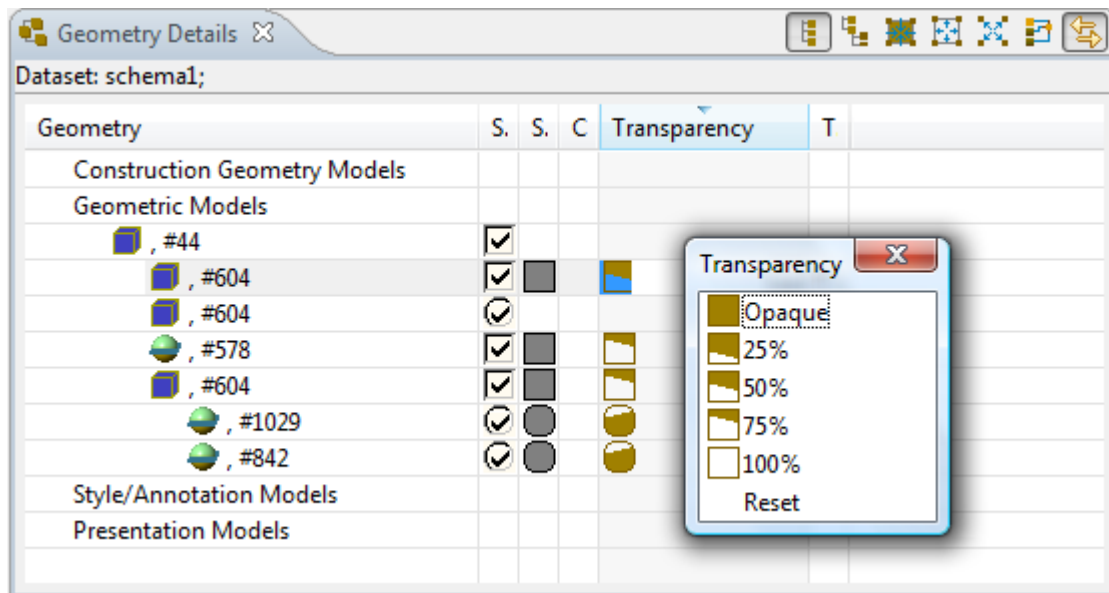 Geometry Details
Dataset: schema1;
Geometry S. S. C Transparency T
Construction Geometry Models
Geometric Models
, #44
, #604
, #604
, #578
, #604
, #1029
, #842
Style/Annotation Models
Presentation Models
Transparency
Opaque
25%
50%
75%
100%
Reset